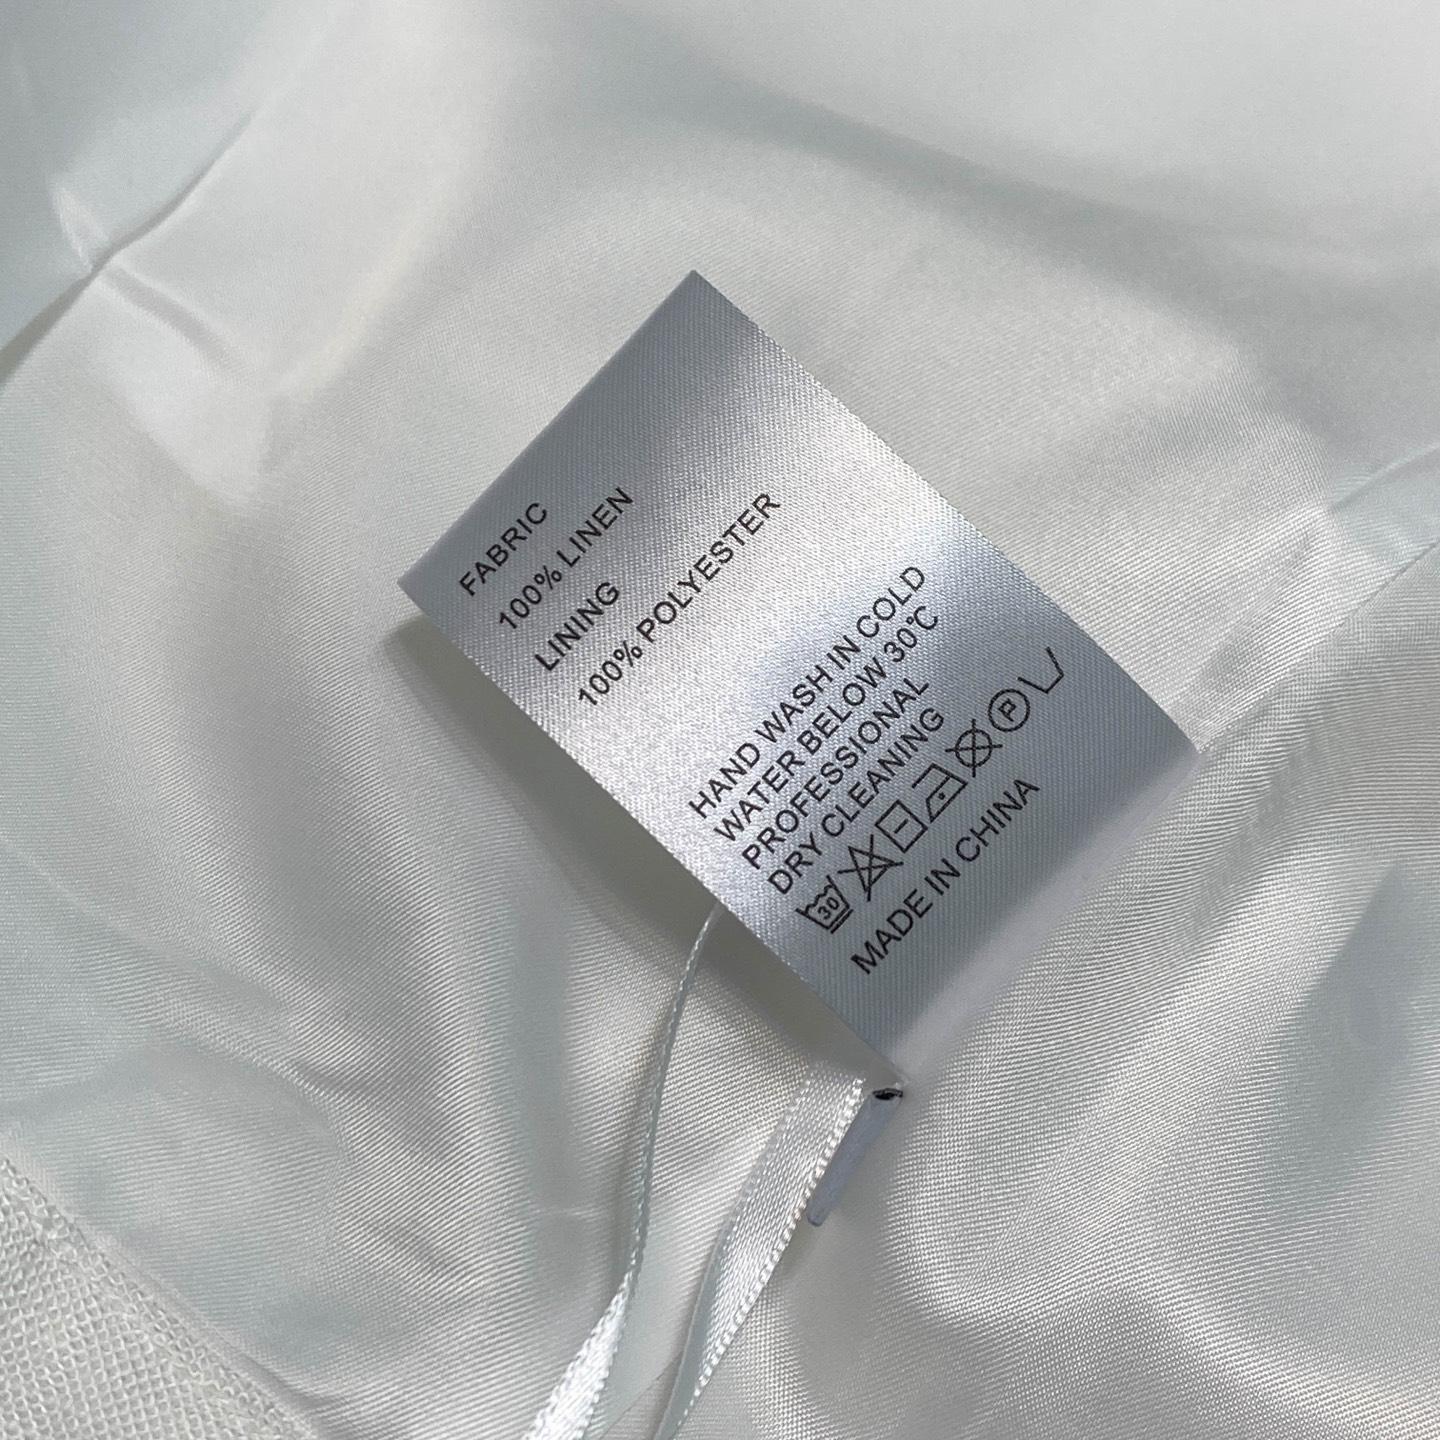 FABRIC
100% LINEN
LINING
100% POLYESTER
HAND WASH IN COLD
WATER BELOW 30℃
PROFESSIONAL
DRY CLEANING
30 P
MADE IN CHINA